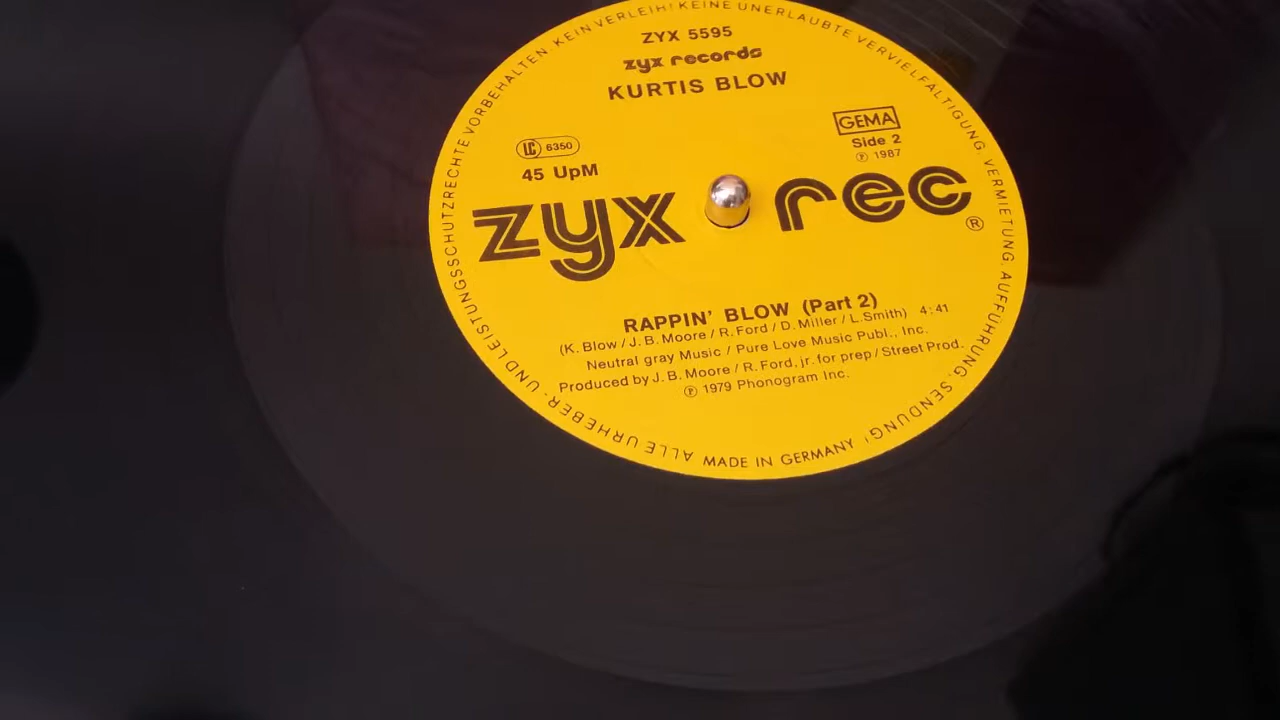 ZYX 5595
zyx records
KURTIS BLOW
LC 6350
45 UpM
GEMA
Side 2
Ⓟ 1987
zyx rec®
RAPPIN' BLOW (Part 2)
(K. Blow / J. B. Moore / R. Ford / D. Miller / L. Smith) 4:41
Neutral gray Music / Pure Love Music Publ., Inc.
Produced by J. B. Moore / R. Ford, jr. for prep / Street Prod.
Ⓟ 1979 Phonogram Inc.
ALLE URHEBER- UND LEISTUNGSSCHUTZRECHTE VORBEHALTEN. KEIN VERLEIH! KEINE UNERLAUBTE VERVIELFÄLTIGUNG, VERMIETUNG, AUFFÜHRUNG, SENDUNG!
MADE IN GERMANY